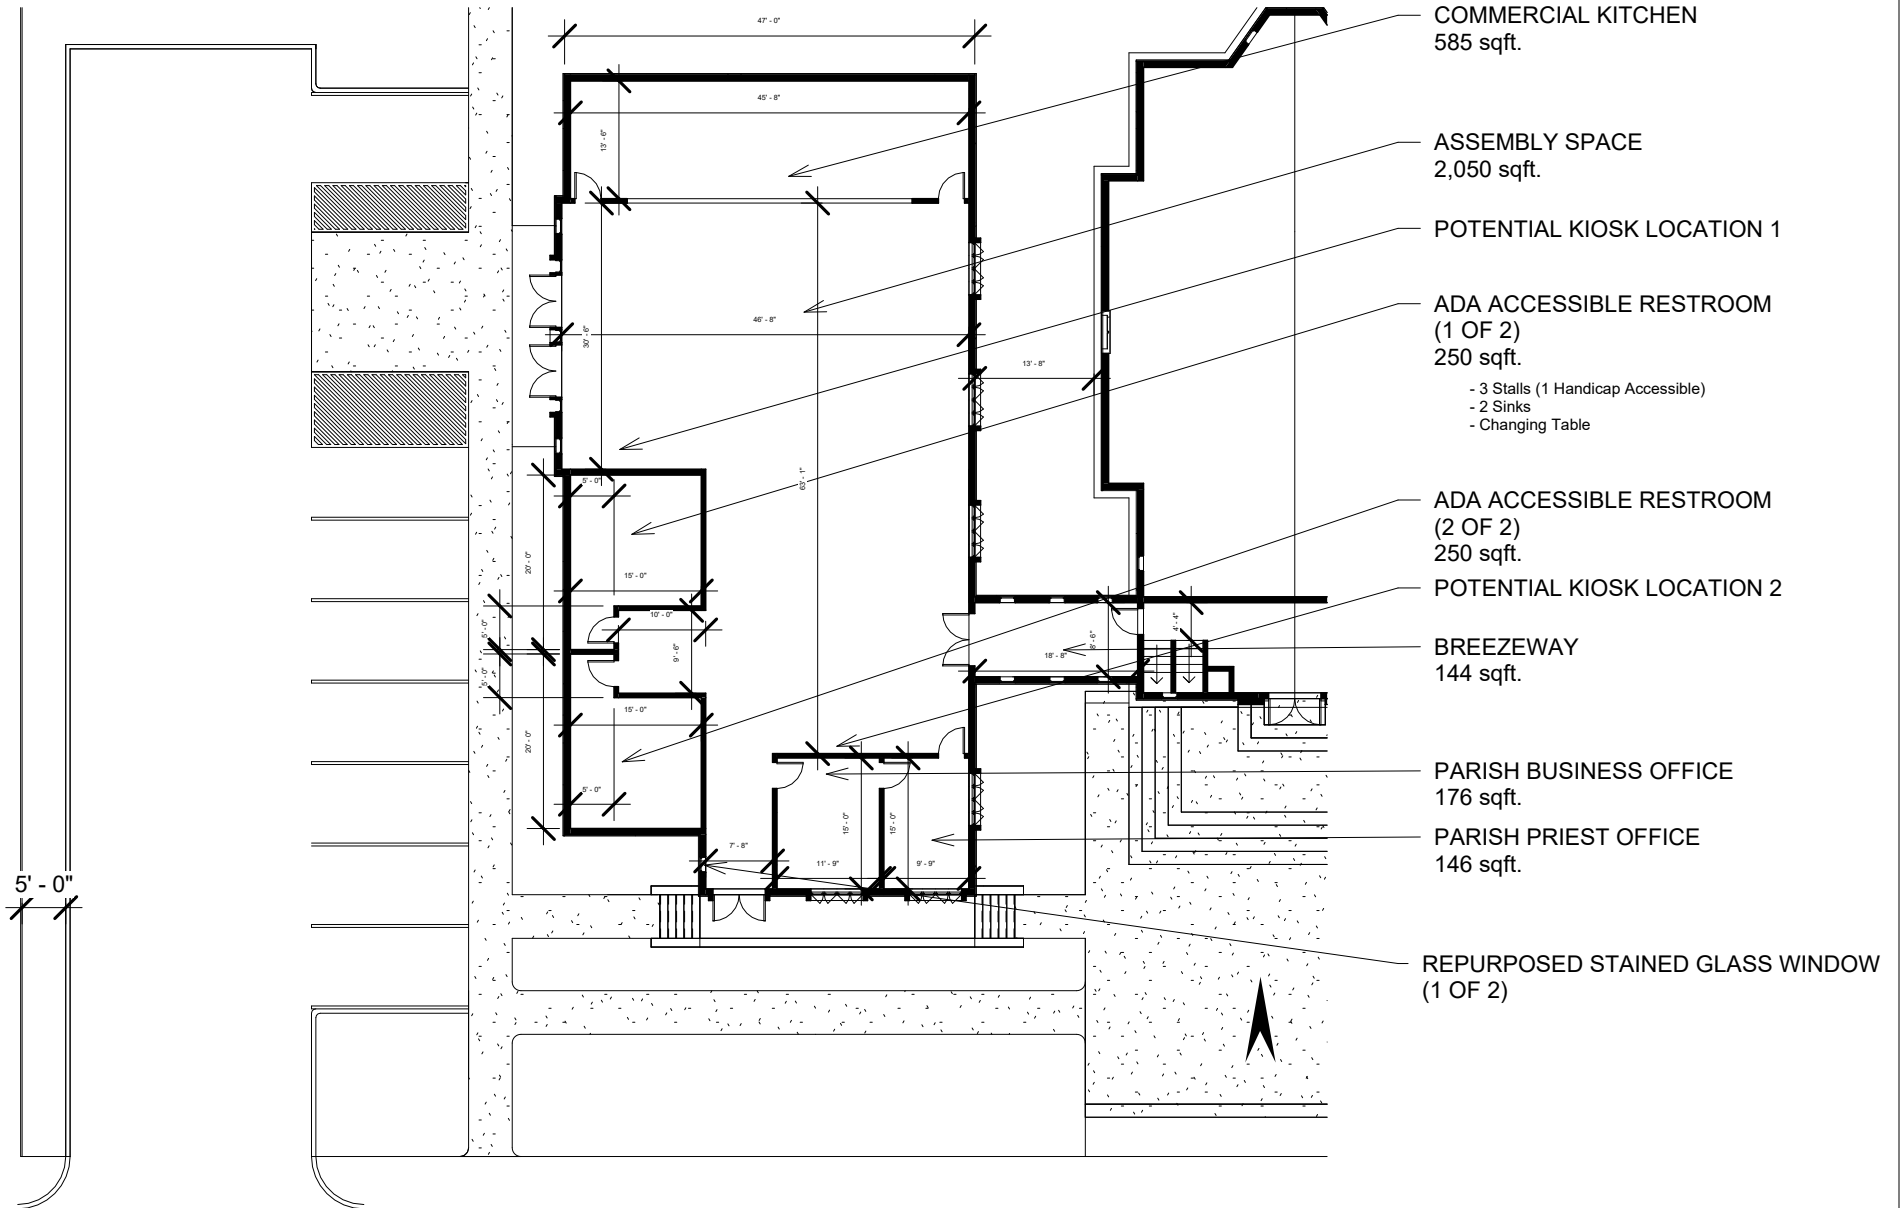 47' - 0"
45' - 8"
13' - 6"
46' - 8"
30' - 6"
13' - 8"
63' - 1"
5' - 0"
20' - 0"
15' - 0"
10' - 0"
5' - 0"
9' - 6"
5' - 0"
18' - 8"
8' - 6"
4' - 4"
15' - 0"
20' - 0"
5' - 0"
7' - 8"
15' - 0"
15' - 0"
11' - 9"
9' - 9"
5' - 0"
COMMERCIAL KITCHEN
585 sqft.
ASSEMBLY SPACE
2,050 sqft.
POTENTIAL KIOSK LOCATION 1
ADA ACCESSIBLE RESTROOM
(1 OF 2)
250 sqft.
- 3 Stalls (1 Handicap Accessible)
- 2 Sinks
- Changing Table
ADA ACCESSIBLE RESTROOM
(2 OF 2)
250 sqft.
POTENTIAL KIOSK LOCATION 2
BREEZEWAY
144 sqft.
PARISH BUSINESS OFFICE
176 sqft.
PARISH PRIEST OFFICE
146 sqft.
REPURPOSED STAINED GLASS WINDOW
(1 OF 2)